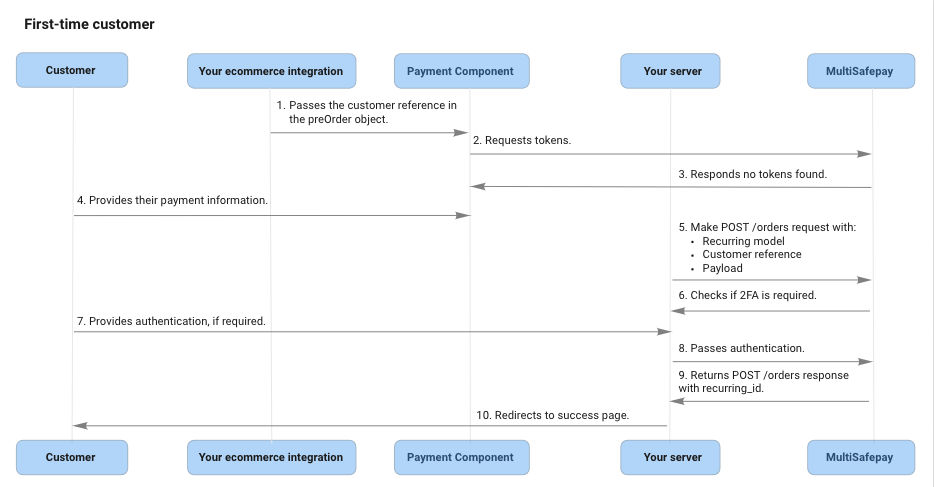 First-time customer
Customer
Your ecommerce integration
Payment Component
Your server
MultiSafepay
1. Passes the customer reference in
the preOrder object.
2. Requests tokens.
3. Responds no tokens found.
4. Provides their payment information.
5. Make POST /orders request with:
• Recurring model
• Customer reference
• Payload
6. Checks if 2FA is required.
7. Provides authentication, if required.
8. Passes authentication.
9. Returns POST /orders response
with recurring_id.
10. Redirects to success page.
Customer
Your ecommerce integration
Payment Component
Your server
MultiSafepay